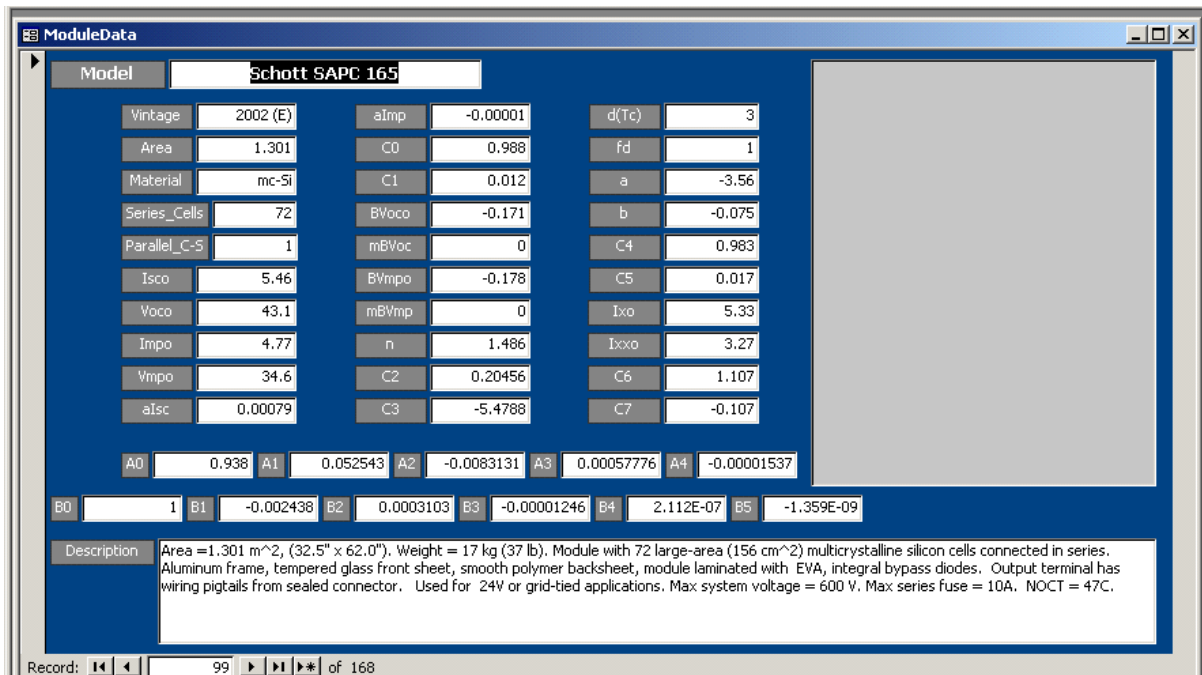 ModuleData
Model Schott SAPC 165
Vintage 2002 (E) aImp -0.00001 d(Tc) 3
Area 1.301 C0 0.988 fd 1
Material mc-Si C1 0.012 a -3.56
Series_Cells 72 BVoco -0.171 b -0.075
Parallel_C-S 1 mBVoc 0 C4 0.983
Isco 5.46 BVmpo -0.178 C5 0.017
Voco 43.1 mBVmp 0 Ixo 5.33
Impo 4.77 n 1.486 Ixxo 3.27
Vmpo 34.6 C2 0.20456 C6 1.107
aIsc 0.00079 C3 -5.4788 C7 -0.107
A0 0.938 A1 0.052543 A2 -0.0083131 A3 0.00057776 A4 -0.00001537
B0 1 B1 -0.002438 B2 0.0003103 B3 -0.00001246 B4 2.112E-07 B5 -1.359E-09
Description Area =1.301 m^2, (32.5" x 62.0"). Weight = 17 kg (37 lb). Module with 72 large-area (156 cm^2) multicrystalline silicon cells connected in series.
Aluminum frame, tempered glass front sheet, smooth polymer backsheet, module laminated with EVA, integral bypass diodes. Output terminal has
wiring pigtails from sealed connector. Used for 24V or grid-tied applications. Max system voltage = 600 V. Max series fuse = 10A. NOCT = 47C.
Record: 99 of 168